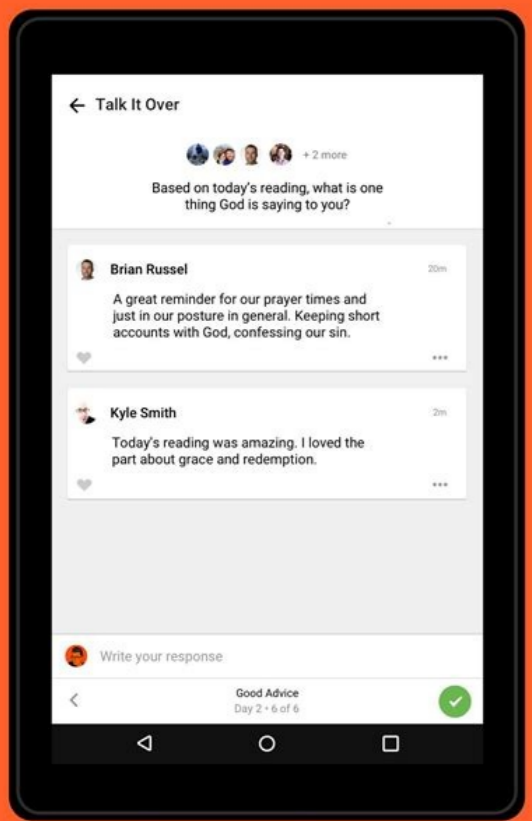 Talk It Over
+ 2 more
Based on today's reading, what is one
thing God is saying to you?
Brian Russel
20m
A great reminder for our prayer times and
just in our posture in general. Keeping short
accounts with God, confessing our sin.
Kyle Smith
2m
Today's reading was amazing. I loved the
part about grace and redemption.
Write your response
Good Advice
Day 2 • 6 of 6